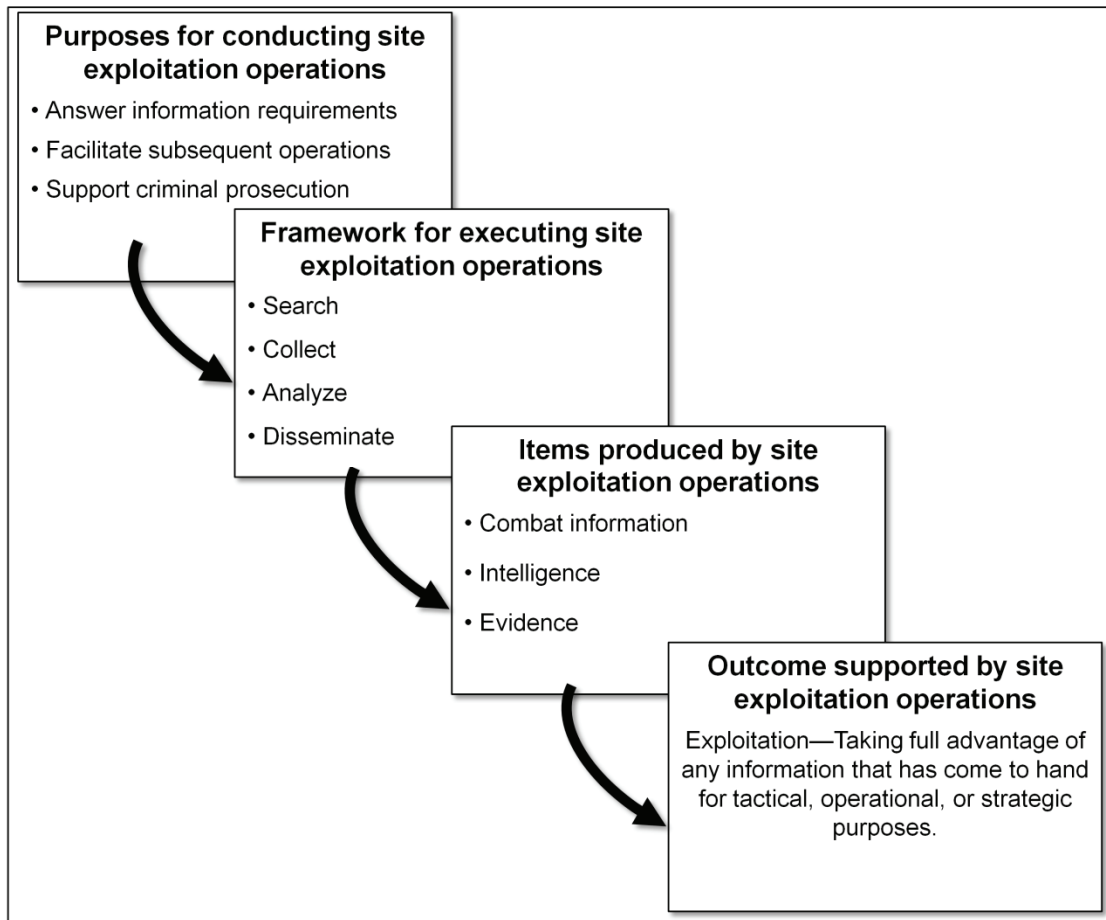 Purposes for conducting site
exploitation operations
• Answer information requirements
• Facilitate subsequent operations
• Support criminal prosecution
Framework for executing site
exploitation operations
• Search
• Collect
• Analyze
• Disseminate
Items produced by site
exploitation operations
• Combat information
• Intelligence
• Evidence
Outcome supported by site
exploitation operations
Exploitation—Taking full advantage of
any information that has come to hand
for tactical, operational, or strategic
purposes.